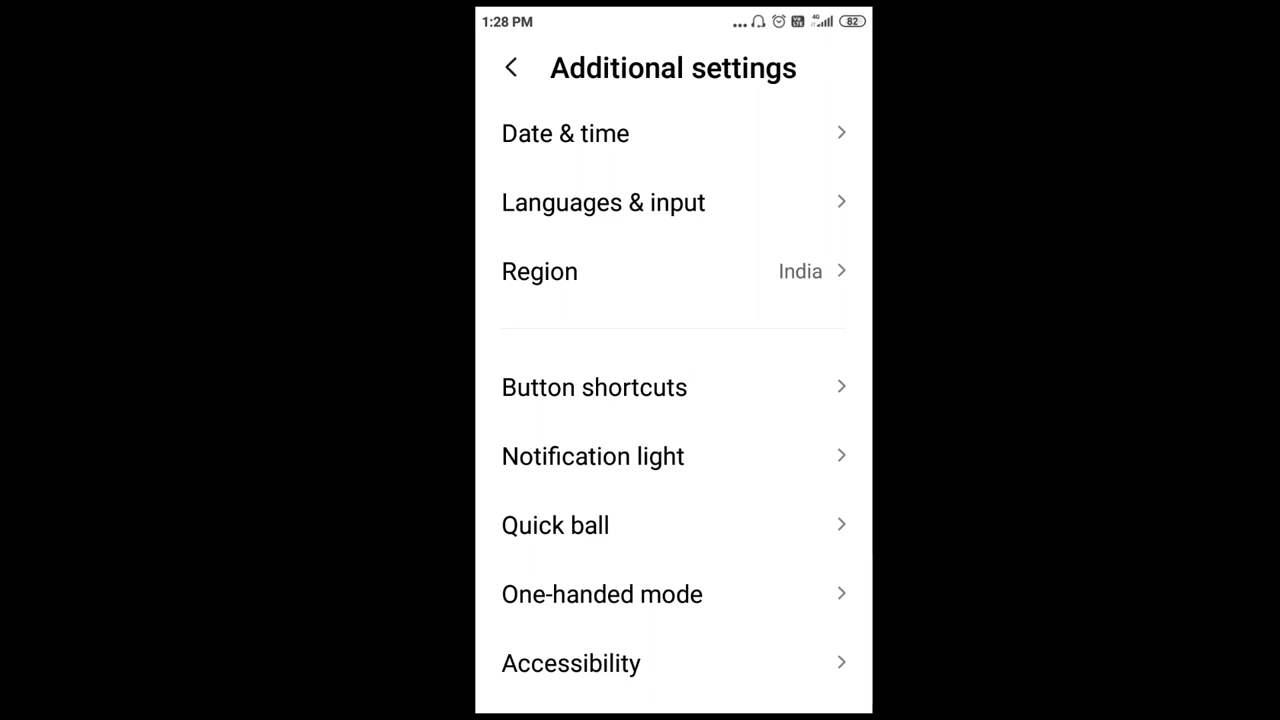 1:28 PM
4G
82
Additional settings
Date & time
Languages & input
Region
India
Button shortcuts
Notification light
Quick ball
One-handed mode
Accessibility